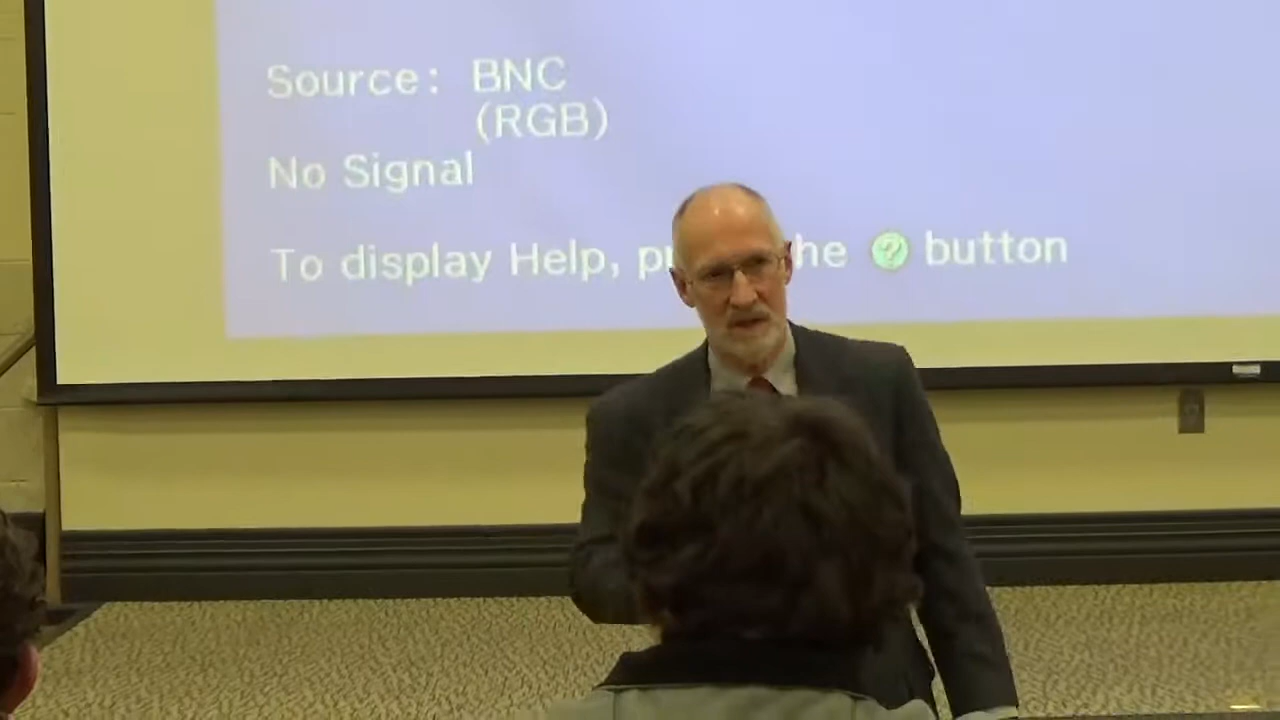 Source: BNC
(RGB)
No Signal
To display Help, he ? button